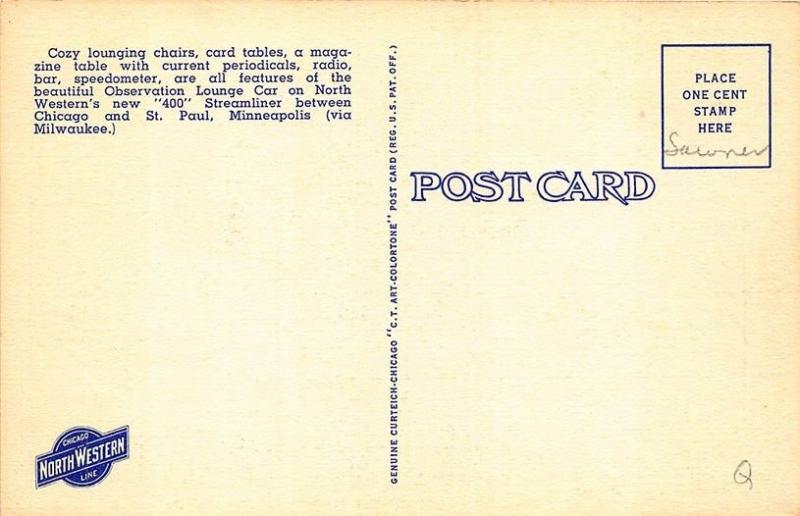 Cozy lounging chairs, card tables, a maga-
zine table with current periodicals, radio,
bar, speedometer, are all features of the
beautiful Observation Lounge Car on North
Western's new "400" Streamliner between
Chicago and St. Paul, Minneapolis (via
Milwaukee.)
CHICAGO
NORTH WESTERN
LINE
GENUINE CURTEICH-CHICAGO "C.T. ART-COLORTONE" POST CARD (REG. U.S. PAT. OFF.)
POST CARD
PLACE
ONE CENT
STAMP
HERE
Q